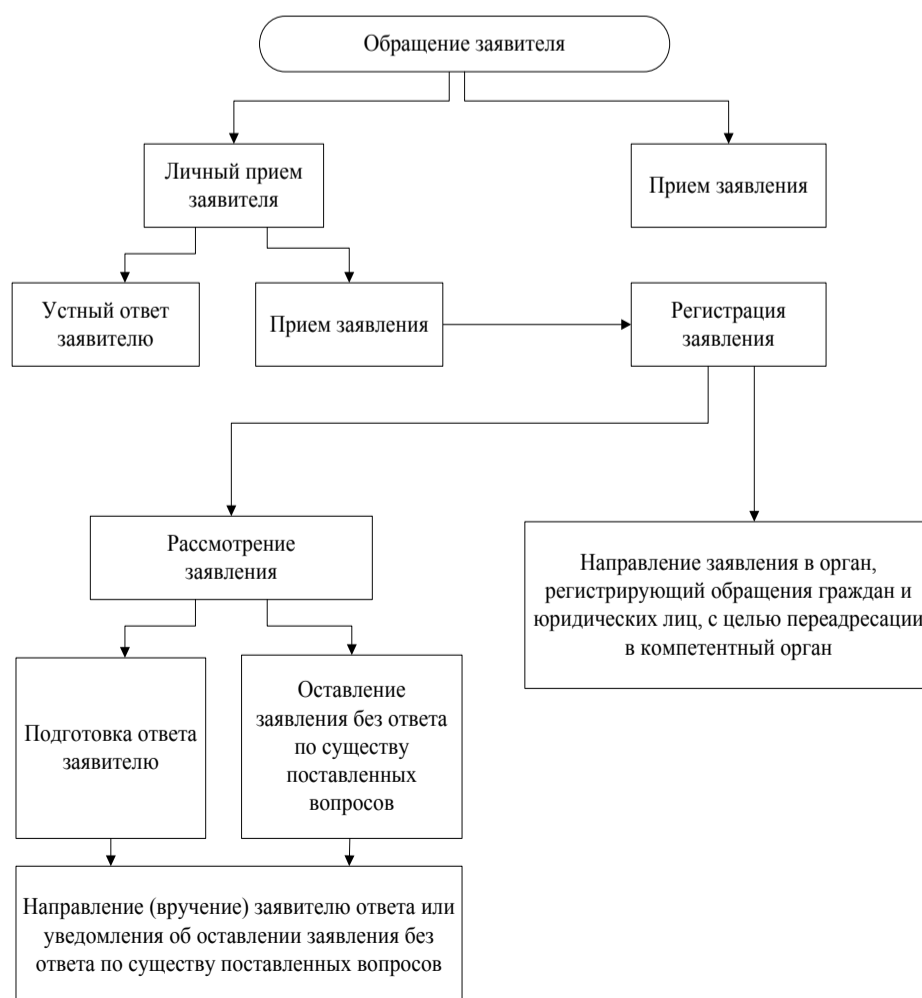 Обращение заявителя
Личный прием
заявителя
Прием заявления
Устный ответ
заявителю
Прием заявления
Регистрация
заявления
Рассмотрение
заявления
Направление заявления в орган,
регистрирующий обращения граждан и
юридических лиц, с целью переадресации
в компетентный орган
Подготовка ответа
заявителю
Оставление
заявления без ответа
по существу
поставленных
вопросов
Направление (вручение) заявителю ответа или
уведомления об оставлении заявления без
ответа по существу поставленных вопросов